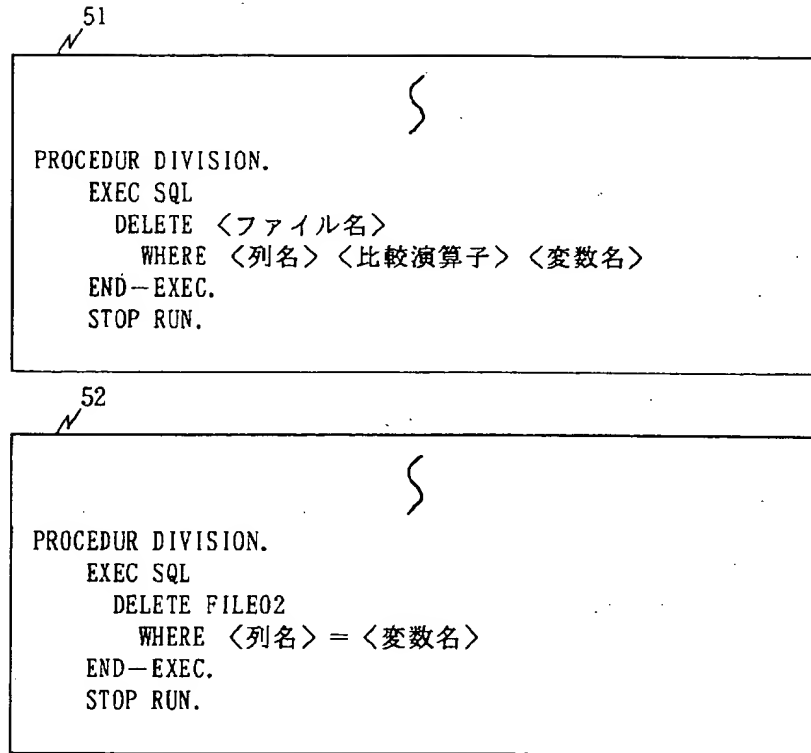 51
PROCEDUR DIVISION.
EXEC SQL
DELETE 〈ファイル名〉
WHERE 〈列名〉〈比較演算子〉〈変数名〉
END-EXEC.
STOP RUN.
52
PROCEDUR DIVISION.
EXEC SQL
DELETE FILE02
WHERE 〈列名〉=〈変数名〉
END-EXEC.
STOP RUN.